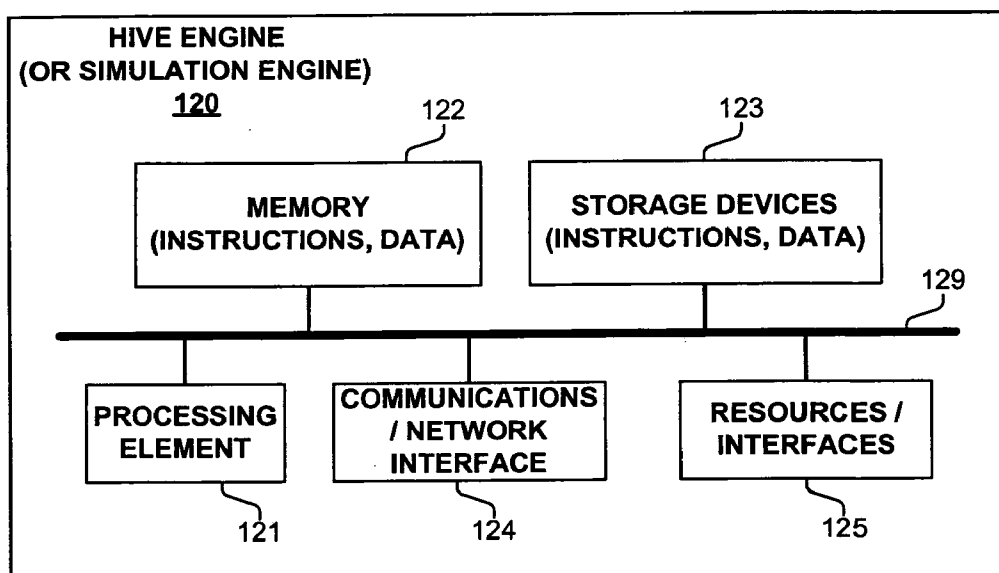 HIVE ENGINE
(OR SIMULATION ENGINE)
120
122
123
MEMORY
(INSTRUCTIONS, DATA)
STORAGE DEVICES
(INSTRUCTIONS, DATA)
129
PROCESSING
ELEMENT
COMMUNICATIONS
/ NETWORK
INTERFACE
RESOURCES /
INTERFACES
121
124
125